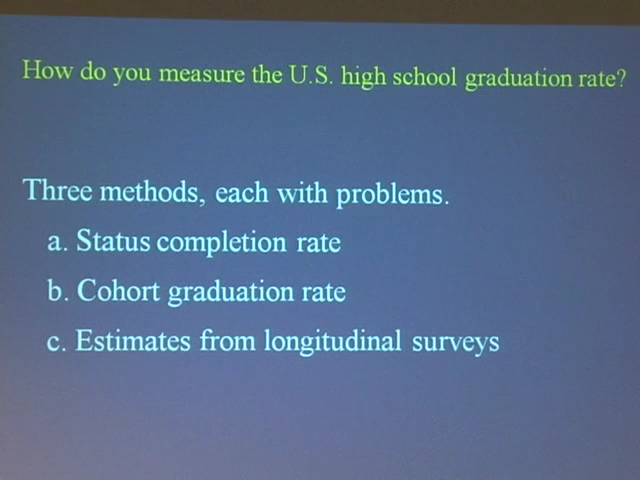 How do you measure the U.S. high school graduation rate?
Three methods, each with problems.
a. Status completion rate
b. Cohort graduation rate
c. Estimates from longitudinal surveys